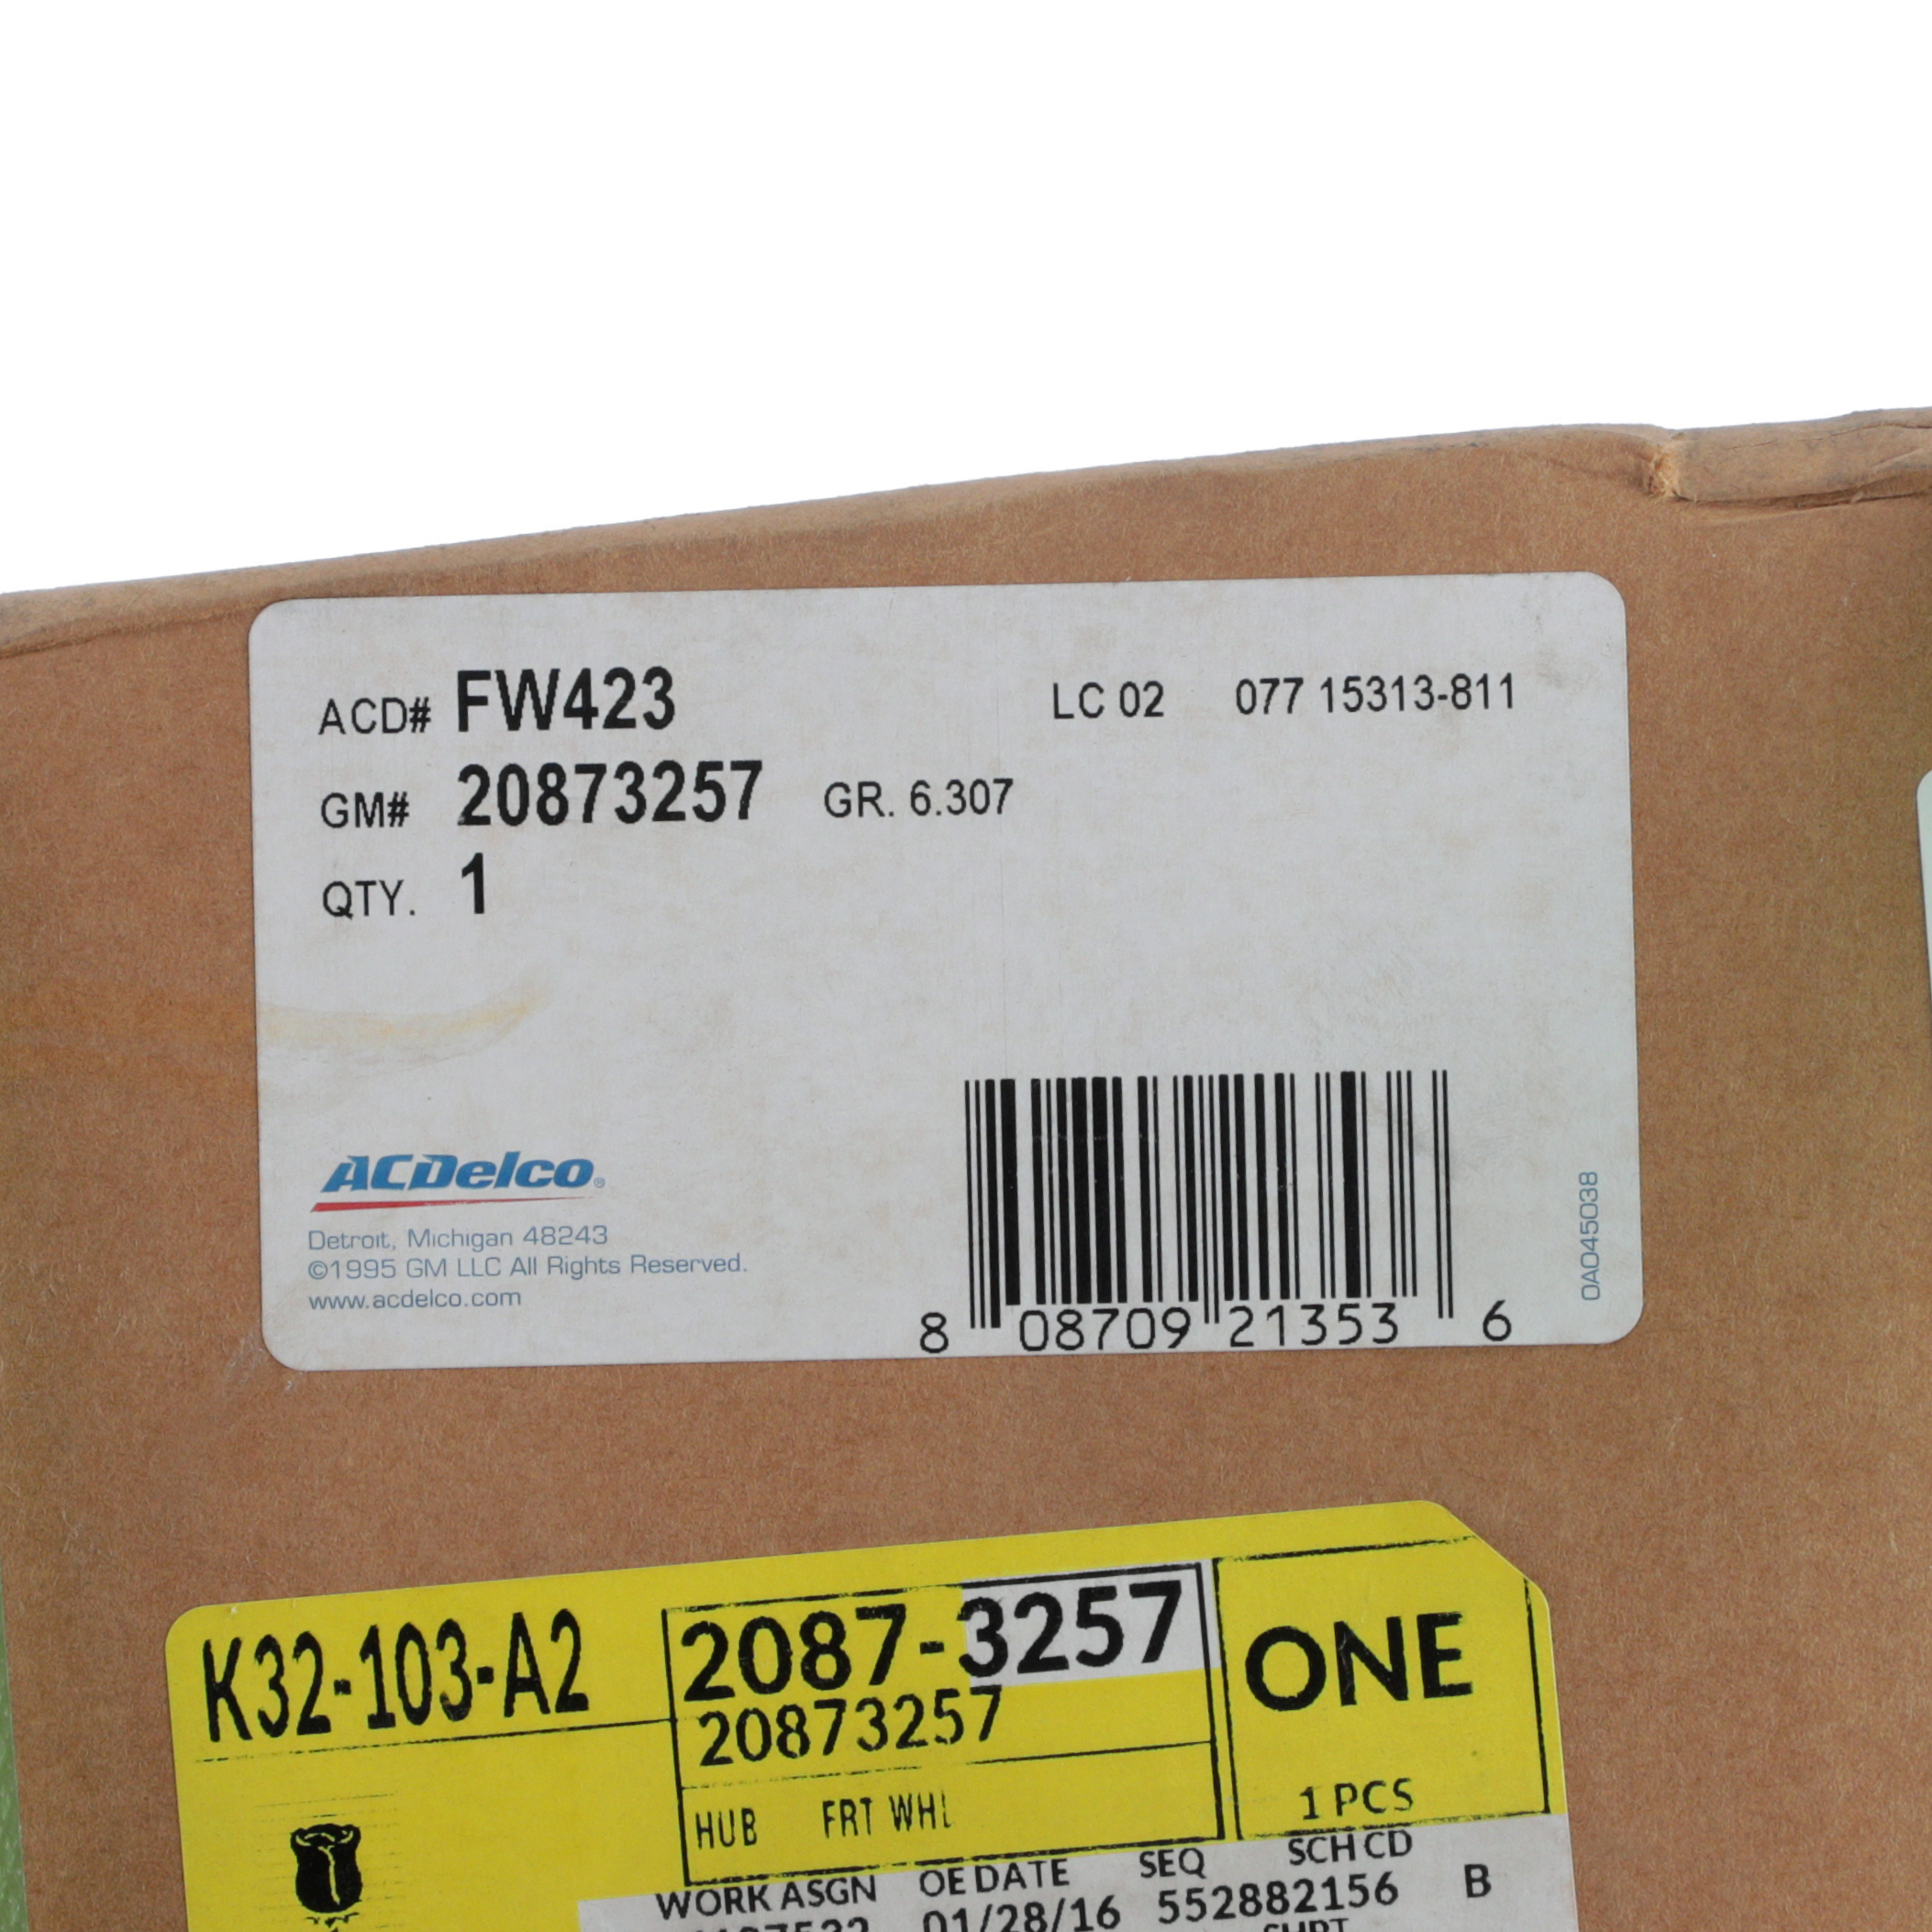 ACD# FW423 LC 02 077 15313-811
GM# 20873257 GR. 6.307
QTY. 1
ACDelco®
Detroit, Michigan 48243
©1995 GM LLC All Rights Reserved.
www.acdelco.com
8 08709 21353 6
0A045038
K32-103-A2 2087-3257 ONE
20873257
HUB FRT WHL 1 PCS
WORK ASGN OE DATE SEQ SCH CD
01/28/16 552882156 B